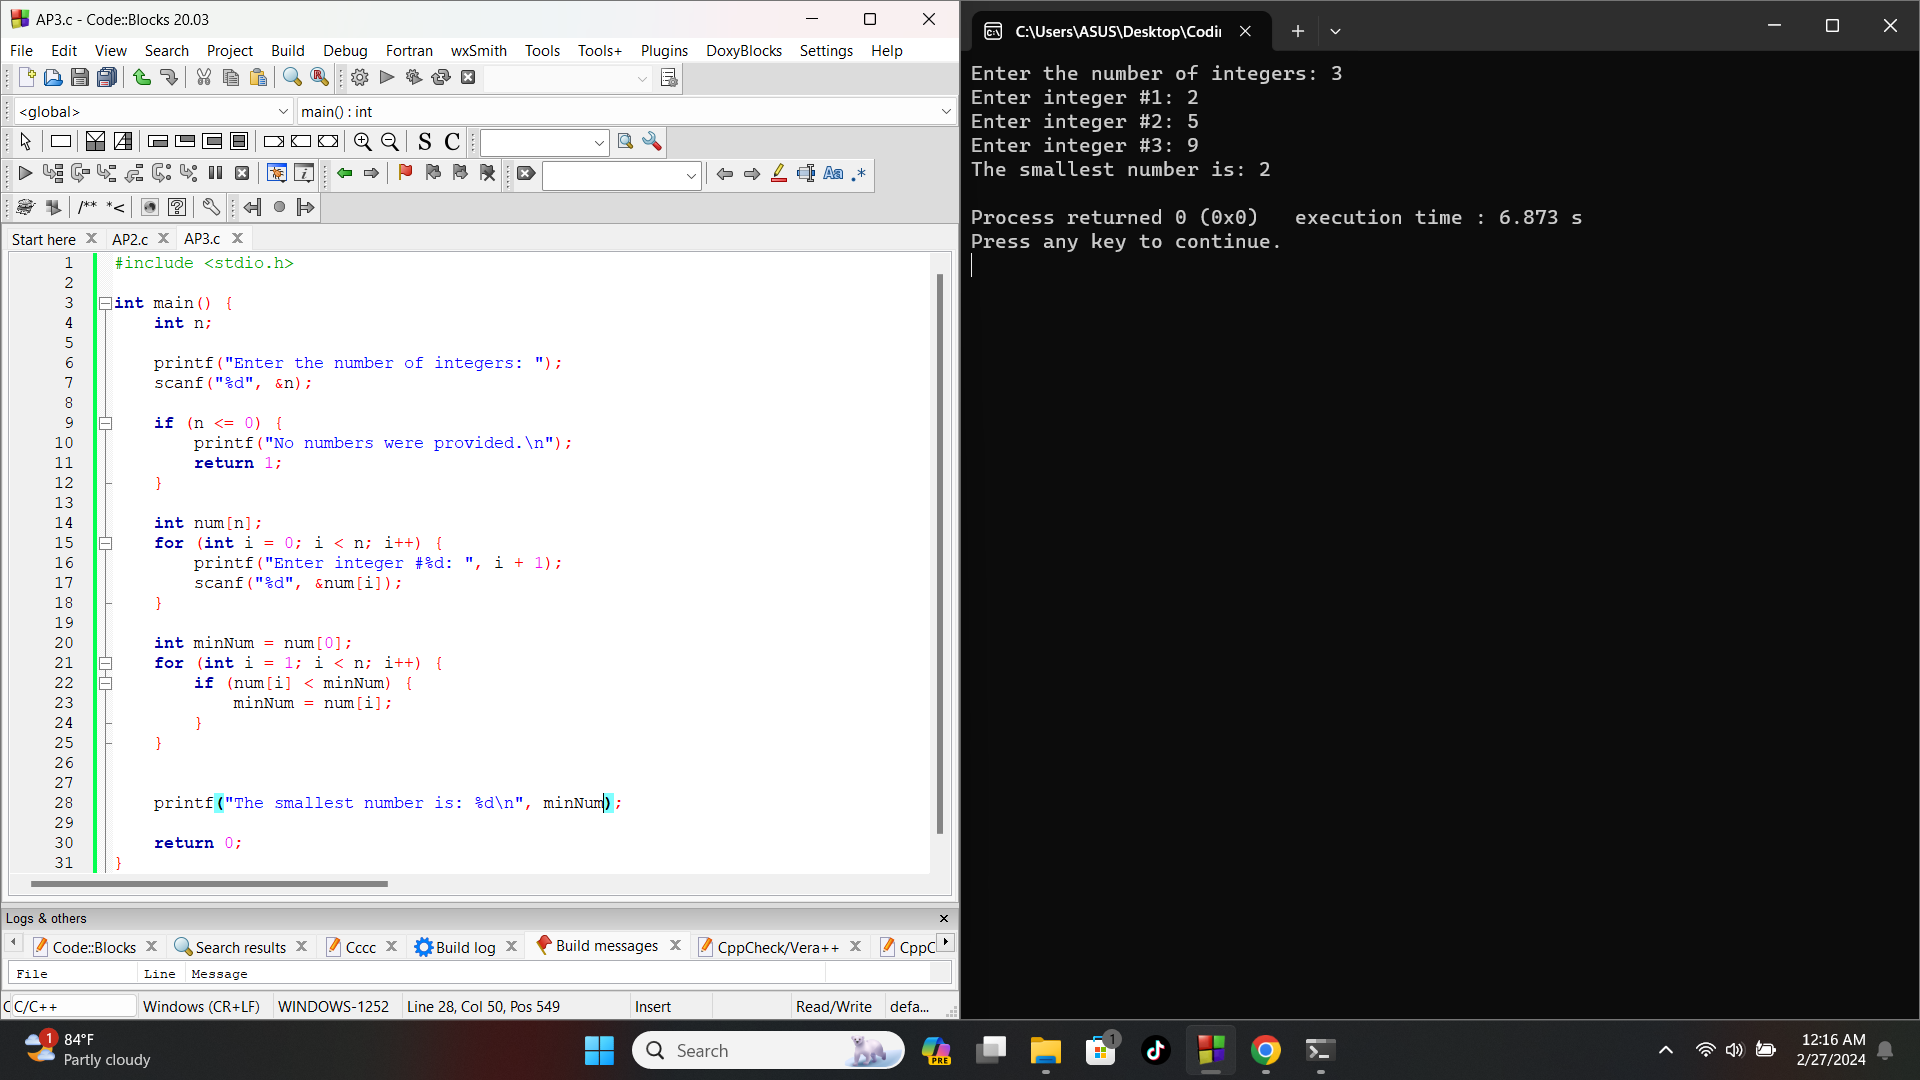 AP3.c - Code::Blocks 20.03
File Edit View Search Project Build Debug Fortran wxSmith Tools Tools+ Plugins DoxyBlocks Settings Help
<global>
main() : int
S C
Aa .*
/** *<
Start here AP2.c AP3.c
1 #include <stdio.h>
2
3 int main() {
4 int n;
5
6 printf("Enter the number of integers: ");
7 scanf("%d", &n);
8
9 if (n <= 0) {
10 printf("No numbers were provided.\n");
11 return 1;
12 }
13
14 int num[n];
15 for (int i = 0; i < n; i++) {
16 printf("Enter integer #%d: ", i + 1);
17 scanf("%d", &num[i]);
18 }
19
20 int minNum = num[0];
21 for (int i = 1; i < n; i++) {
22 if (num[i] < minNum) {
23 minNum = num[i];
24 }
25 }
26
27
28 printf("The smallest number is: %d\n", minNum);
29
30 return 0;
31 }
Logs & others
Code::Blocks Search results Cccc Build log Build messages CppCheck/Vera++ CppC
File Line Message
C/C++ Windows (CR+LF) WINDOWS-1252 Line 28, Col 50, Pos 549 Insert Read/Write defa...
C:\Users\ASUS\Desktop\Codin
Enter the number of integers: 3
Enter integer #1: 2
Enter integer #2: 5
Enter integer #3: 9
The smallest number is: 2
Process returned 0 (0x0) execution time : 6.873 s
Press any key to continue.
1
84°F
Partly cloudy
Search
PRE
1
12:16 AM
2/27/2024